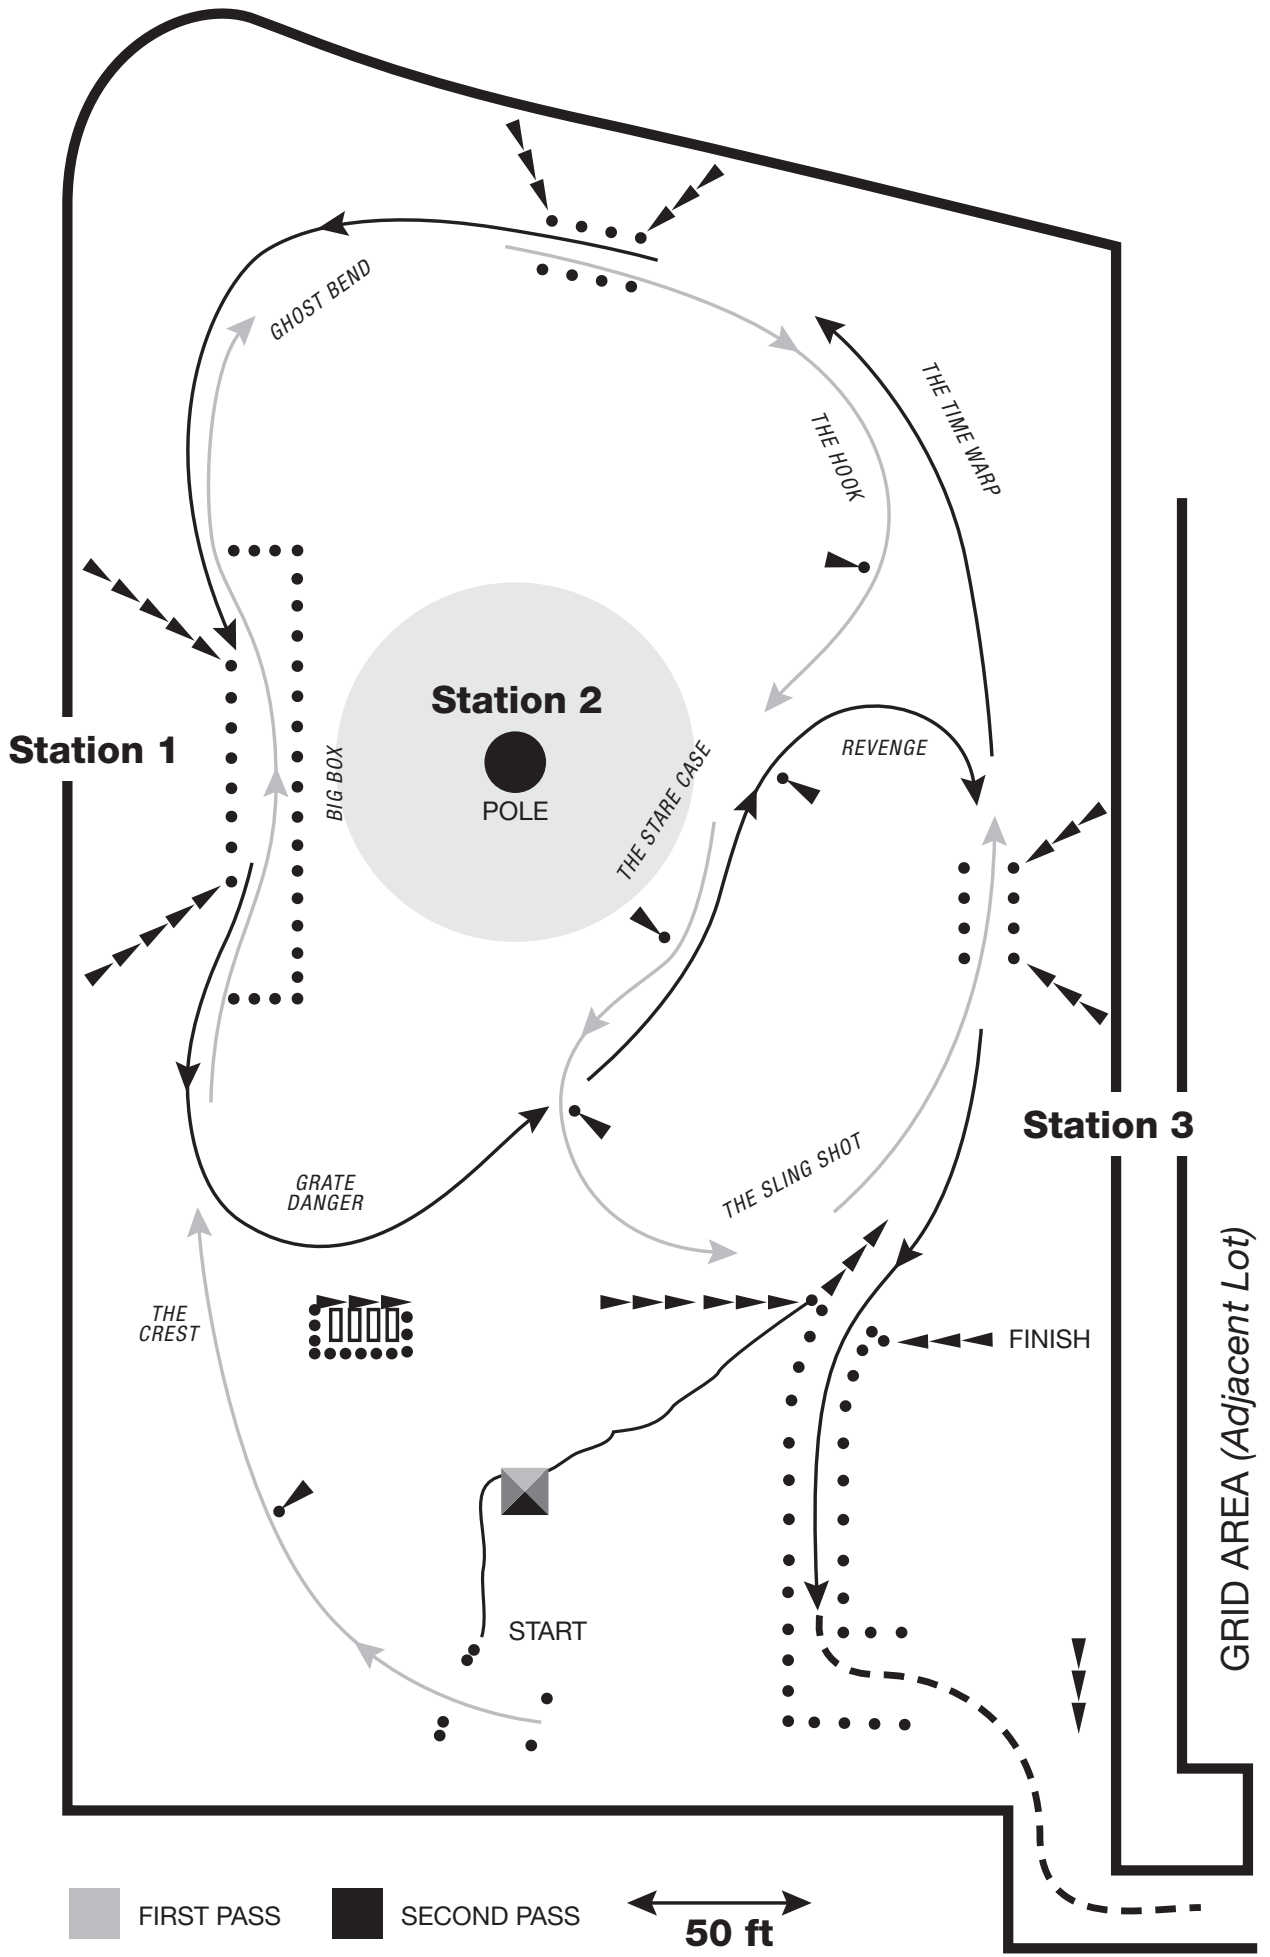 GHOST BEND
THE TIME WARP
THE HOOK
Station 2
POLE
Station 1
BIG BOX
THE STARE CASE
REVENGE
Station 3
THE SLING SHOT
GRATE
DANGER
THE
CREST
FINISH
GRID AREA (Adjacent Lot)
START
FIRST PASS
SECOND PASS
50 ft